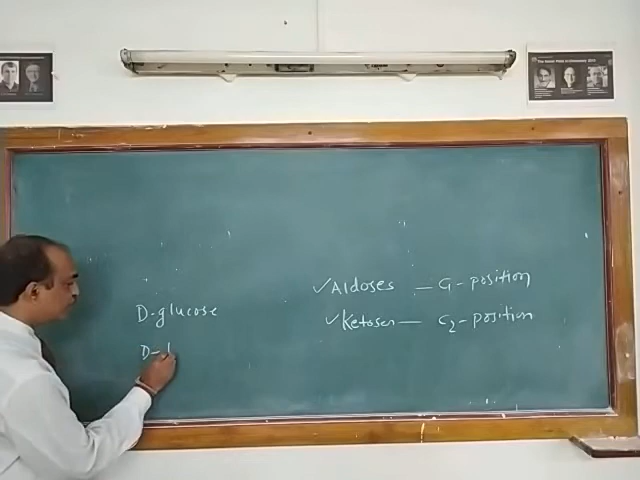 ✓Aldoses — C1-position
D-glucose
✓Ketoses — C2-position
D-